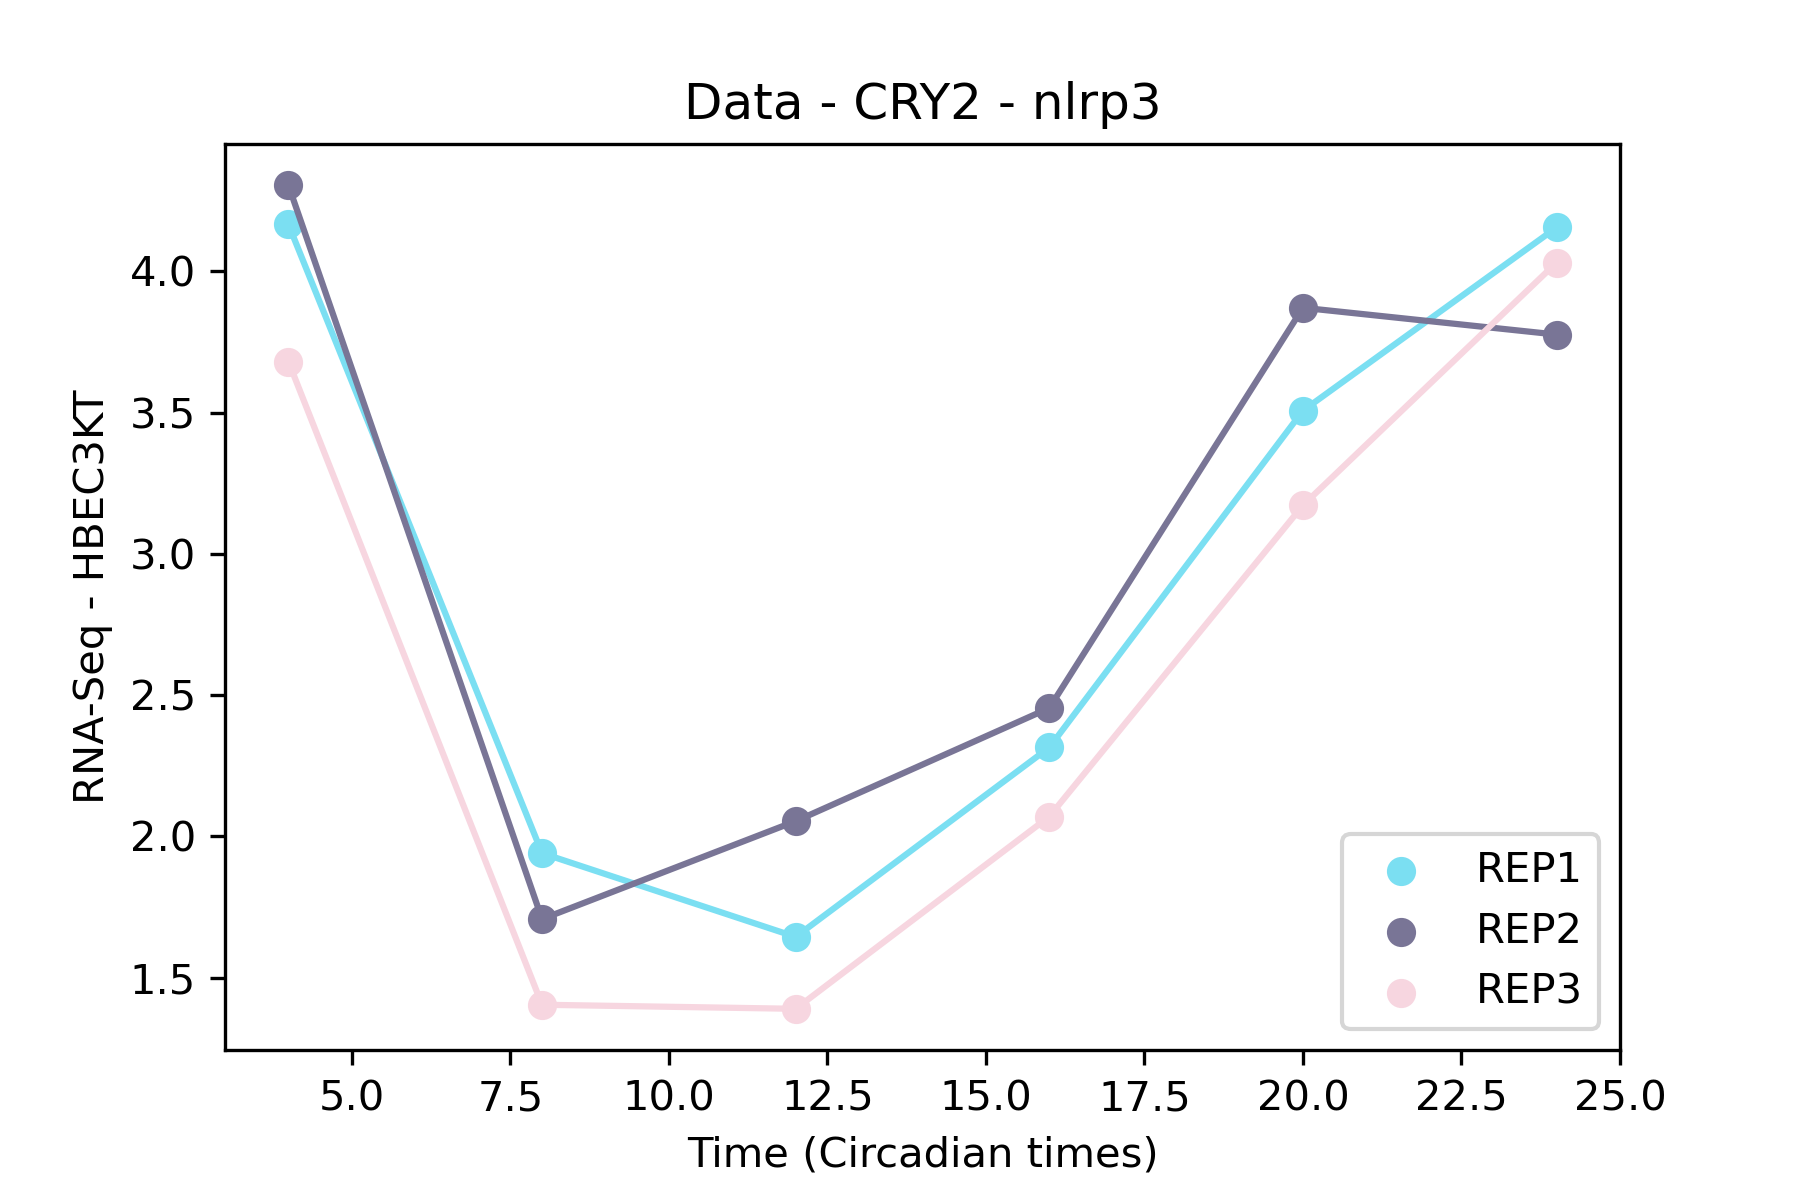 Data - CRY2 - nlrp3
RNA-Seq - HBEC3KT
4.0
3.5
3.0
2.5
2.0
1.5
REP1
REP2
REP3
5.0 7.5 10.0 12.5 15.0 17.5 20.0 22.5 25.0
Time (Circadian times)